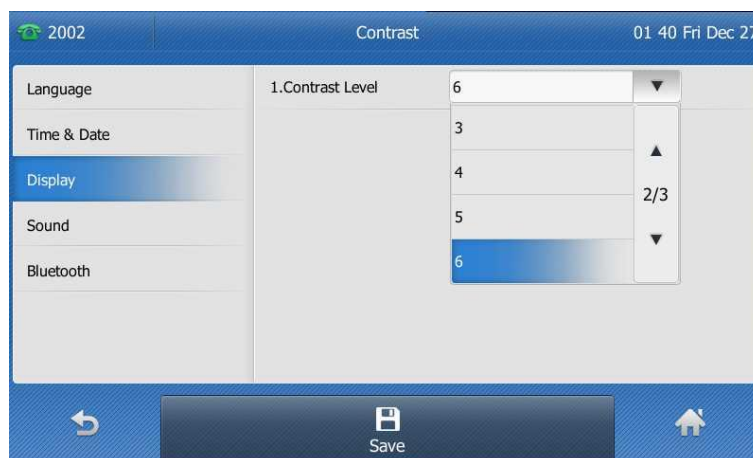 2002
Contrast
01 40 Fri Dec 27
Language
Time & Date
Display
Sound
Bluetooth
1.Contrast Level
6
3
4
5
6
2/3
Save